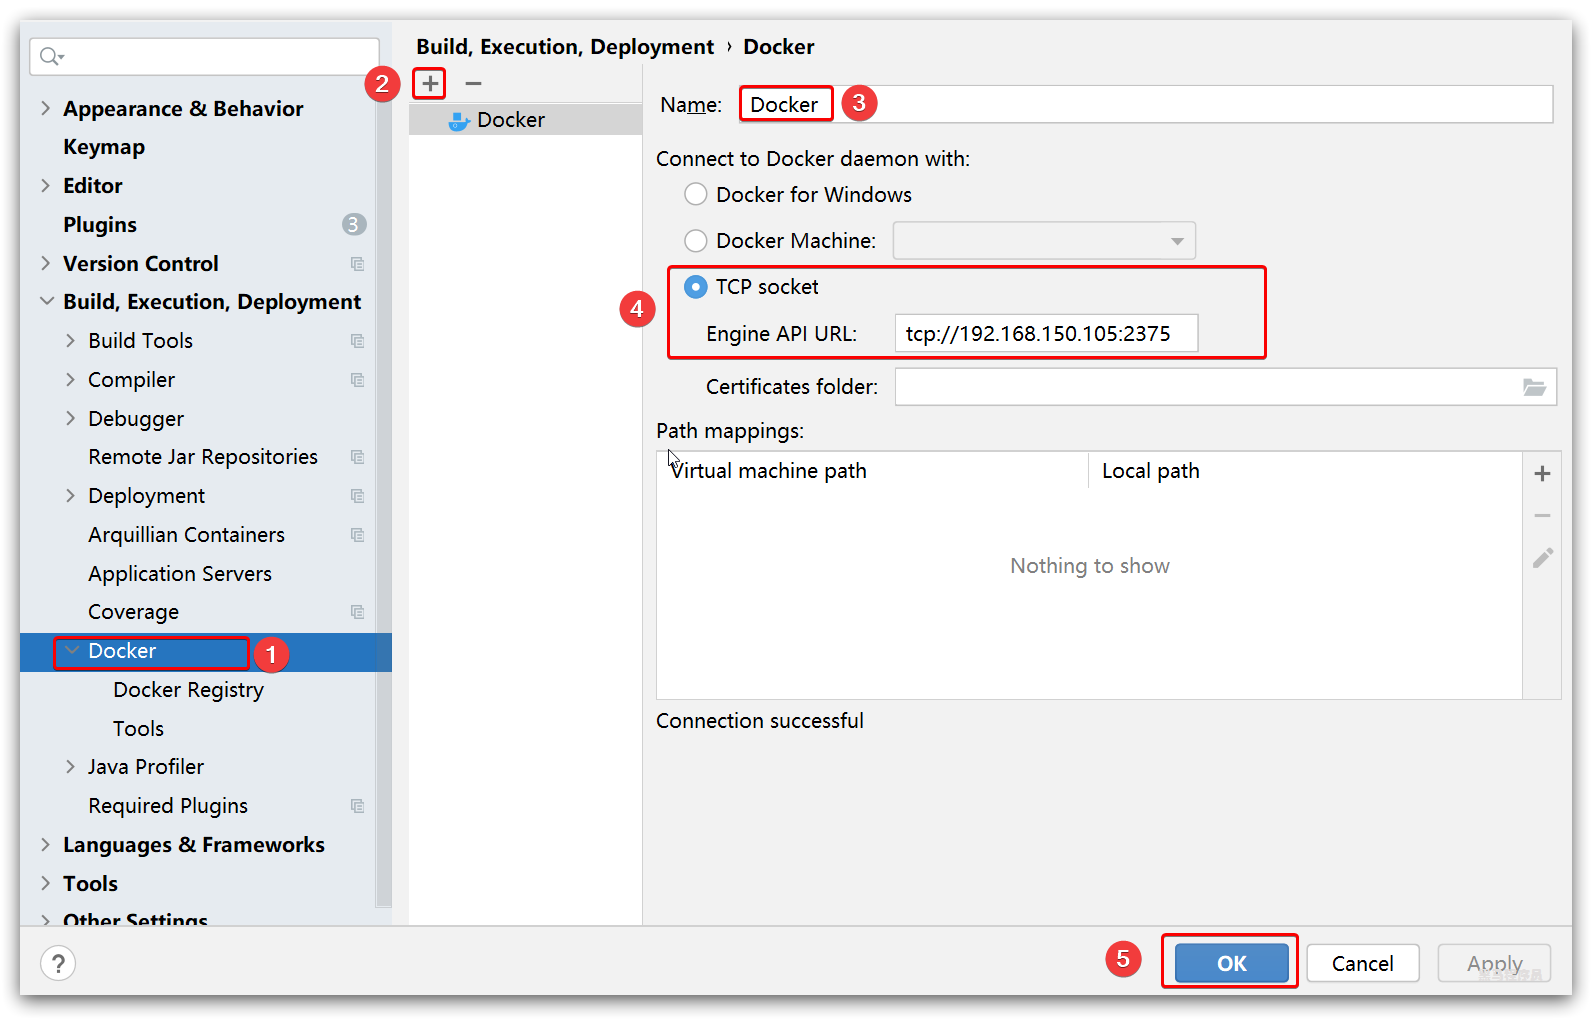 Build, Execution, Deployment › Docker
Appearance & Behavior
Keymap
Editor
Plugins 3
Version Control
Build, Execution, Deployment
Build Tools
Compiler
Debugger
Remote Jar Repositories
Deployment
Arquillian Containers
Application Servers
Coverage
Docker 1
Docker Registry
Tools
Java Profiler
Required Plugins
Languages & Frameworks
Tools
Other Settings
2
Docker
Name: Docker 3
Connect to Docker daemon with:
Docker for Windows
Docker Machine:
4 TCP socket
Engine API URL: tcp://192.168.150.105:2375
Certificates folder:
Path mappings:
Virtual machine path Local path
Nothing to show
Connection successful
? 5 OK Cancel Apply